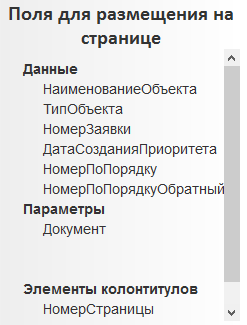 Поля для размещения на
странице
Данные
НаименованиеОбъекта
ТипОбъекта
НомерЗаявки
ДатаСозданияПриоритета
НомерПоПорядку
НомерПоПорядкуОбратный
Параметры
Документ
Элементы колонтитулов
НомерСтраницы